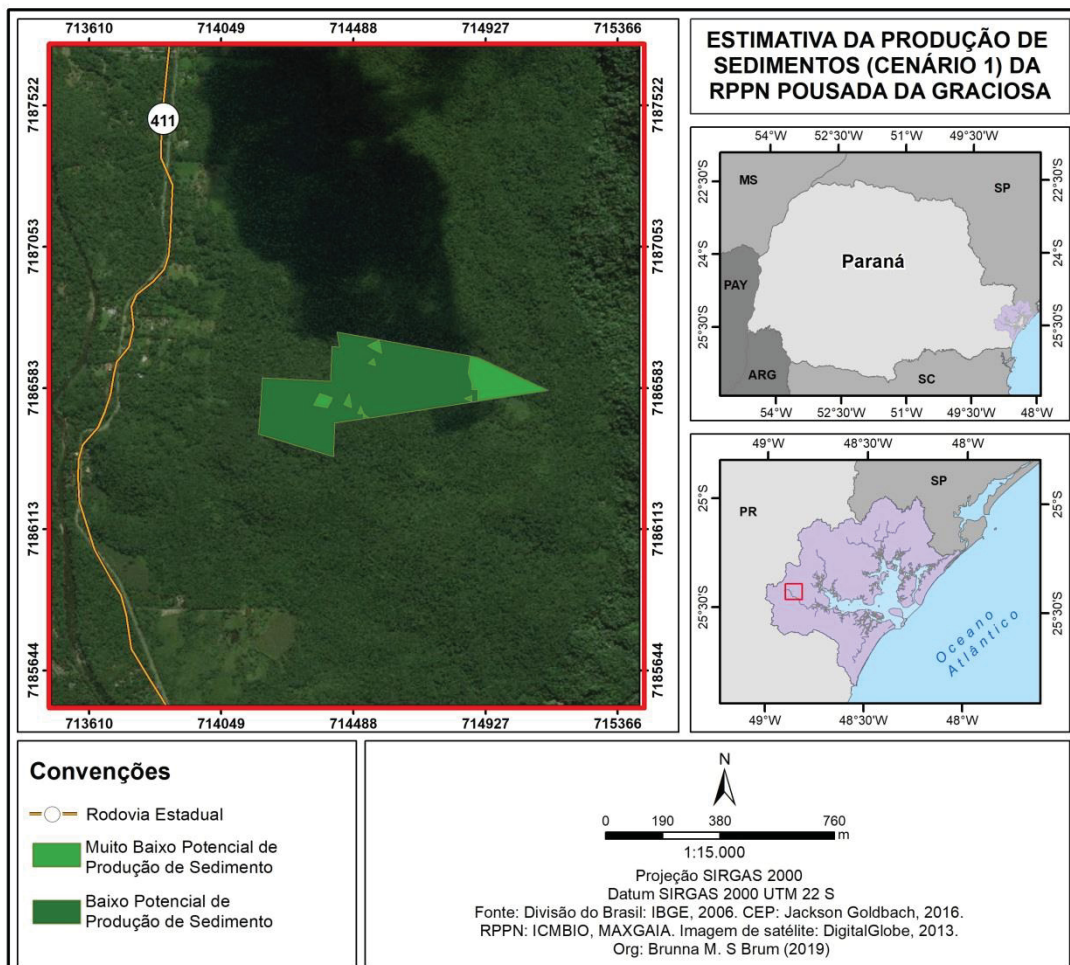 713610 714049 714488 714927 715366
7187522
7187053
7186583
7186113
7185644
7187522
7187053
7186583
7186113
7185644
411
713610 714049 714488 714927 715366
ESTIMATIVA DA PRODUÇÃO DE
SEDIMENTOS (CENÁRIO 1) DA
RPPN POUSADA DA GRACIOSA
54°W 52°30'W 51°W 49°30'W
22°30'S
24°S
25°30'S
22°30'S
24°S
25°30'S
MS
SP
Paraná
PAY
ARG
SC
54°W 52°30'W 51°W 49°30'W 48°W
49°W 48°30'W 48°W
25°S
25°30'S
25°S
25°30'S
SP
PR
Oceano
Atlântico
49°W 48°30'W 48°W
Convenções
Rodovia Estadual
Muito Baixo Potencial de
Produção de Sedimento
Baixo Potencial de
Produção de Sedimento
N
0 190 380 760
m
1:15.000
Projeção SIRGAS 2000
Datum SIRGAS 2000 UTM 22 S
Fonte: Divisão do Brasil: IBGE, 2006. CEP: Jackson Goldbach, 2016.
RPPN: ICMBIO, MAXGAIA. Imagem de satélite: DigitalGlobe, 2013.
Org: Brunna M. S Brum (2019)